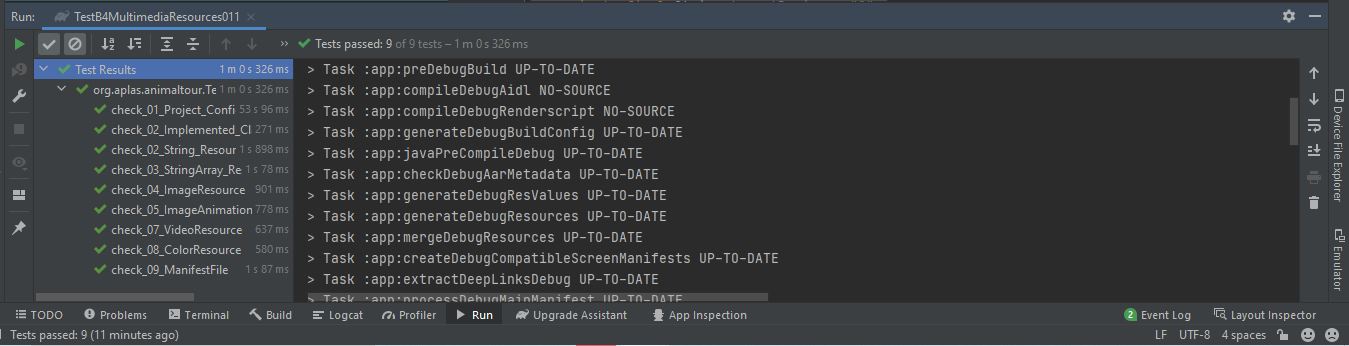 Run: TestB4MultimediaResources011
Tests passed: 9 of 9 tests – 1 m 0 s 326 ms
Test Results 1 m 0 s 326 ms
org.aplas.animaltour.Te 1 m 0 s 326 ms
check_01_Project_Confi 53 s 96 ms
check_02_Implemented_Cl 271 ms
check_02_String_Resour 1 s 898 ms
check_03_StringArray_Re 1 s 78 ms
check_04_ImageResource 901 ms
check_05_ImageAnimation 778 ms
check_07_VideoResource 637 ms
check_08_ColorResource 580 ms
check_09_ManifestFile 1 s 87 ms
> Task :app:preDebugBuild UP-TO-DATE
> Task :app:compileDebugAidl NO-SOURCE
> Task :app:compileDebugRenderscript NO-SOURCE
> Task :app:generateDebugBuildConfig UP-TO-DATE
> Task :app:javaPreCompileDebug UP-TO-DATE
> Task :app:checkDebugAarMetadata UP-TO-DATE
> Task :app:generateDebugResValues UP-TO-DATE
> Task :app:generateDebugResources UP-TO-DATE
> Task :app:mergeDebugResources UP-TO-DATE
> Task :app:createDebugCompatibleScreenManifests UP-TO-DATE
> Task :app:extractDeepLinksDebug UP-TO-DATE
> Task :app:processDebugMainManifest UP-TO-DATE
Device File Explorer
Emulator
TODO Problems Terminal Build Logcat Profiler Run Upgrade Assistant App Inspection 2 Event Log Layout Inspector
Tests passed: 9 (11 minutes ago) LF UTF-8 4 spaces